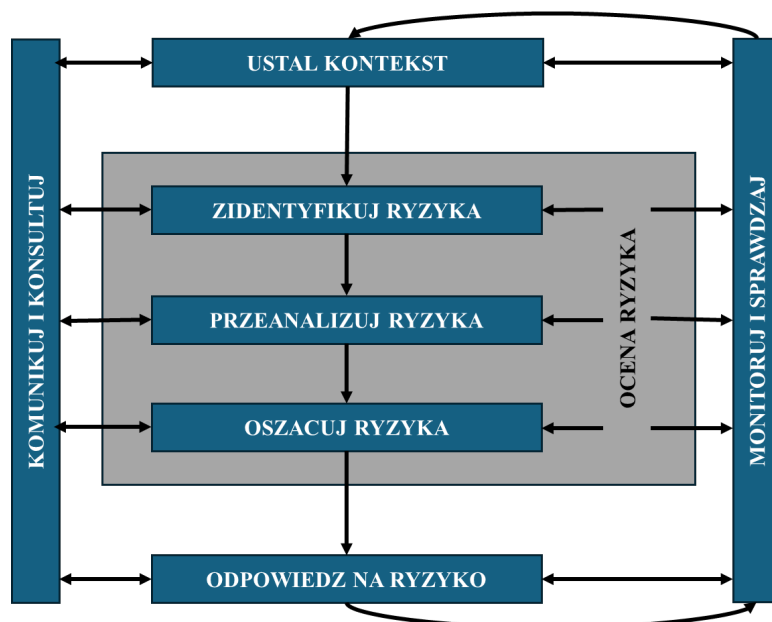 USTAL KONTEKST
KOMUNIKUJ I KONSULTUJ
ZIDENTYFIKUJ RYZYKA
PRZEANALIZUJ RYZYKA
OSZACUJ RYZYKA
OCENA RYZYKA
MONITORUJ I SPRAWDZAJ
ODPOWIEDZ NA RYZYKO